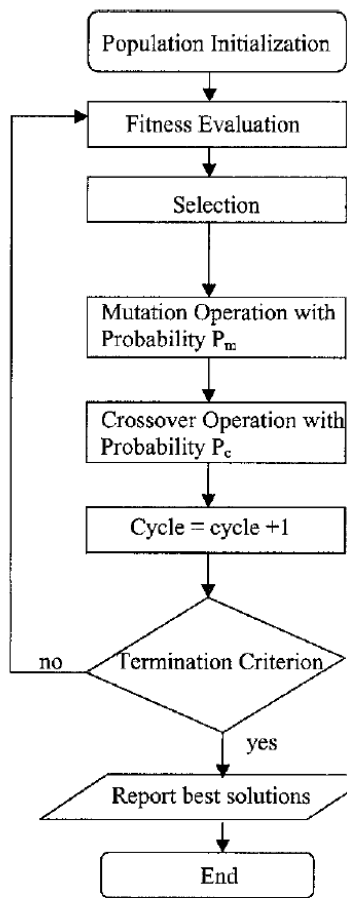 Population Initialization
Fitness Evaluation
Selection
Mutation Operation with
Probability Pm
Crossover Operation with
Probability Pc
Cycle = cycle +1
no
Termination Criterion
yes
Report best solutions
End